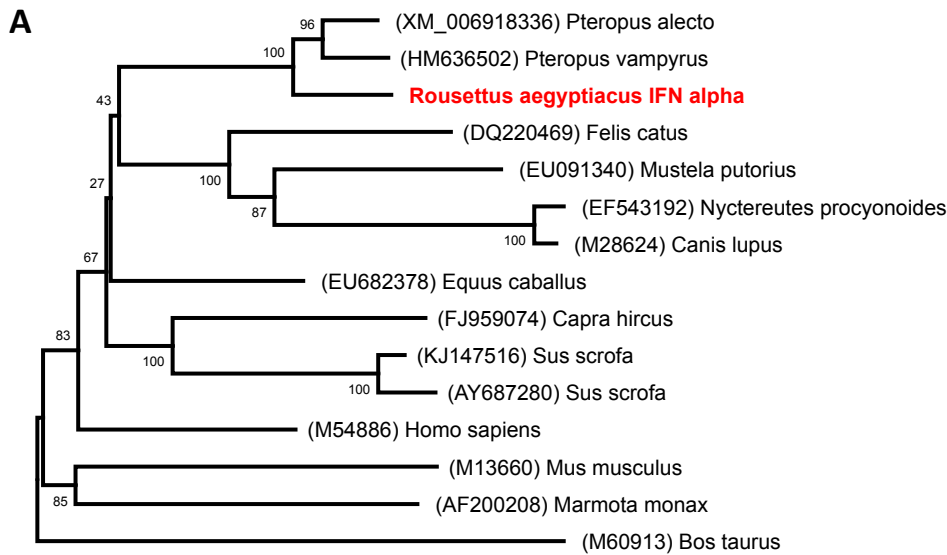 A
96
(XM_006918336) Pteropus alecto
100
(HM636502) Pteropus vampyrus
Rousettus aegyptiacus IFN alpha
43
(DQ220469) Felis catus
100
(EU091340) Mustela putorius
27
87
(EF543192) Nyctereutes procyonoides
100
(M28624) Canis lupus
67
(EU682378) Equus caballus
(FJ959074) Capra hircus
83
100
(KJ147516) Sus scrofa
100
(AY687280) Sus scrofa
(M54886) Homo sapiens
(M13660) Mus musculus
85
(AF200208) Marmota monax
(M60913) Bos taurus